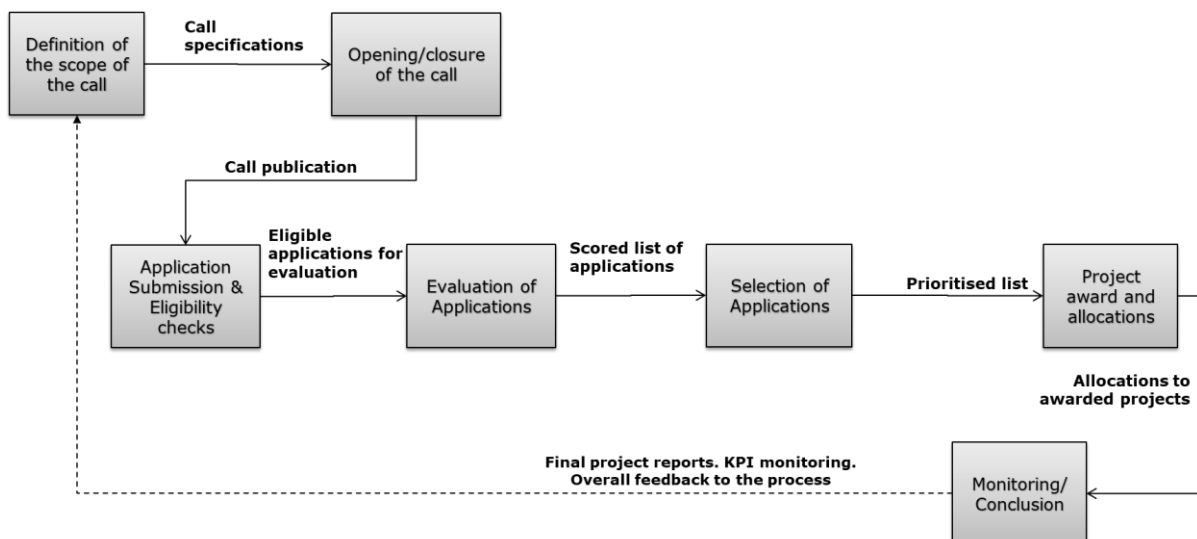 Definition of
the scope of
the call
Call
specifications
Opening/closure
of the call
Call publication
Application
Submission &
Eligibility
checks
Eligible
applications for
evaluation
Evaluation of
Applications
Scored list of
applications
Selection of
Applications
Prioritised list
Project
award and
allocations
Allocations to
awarded projects
Monitoring/
Conclusion
Final project reports. KPI monitoring.
Overall feedback to the process